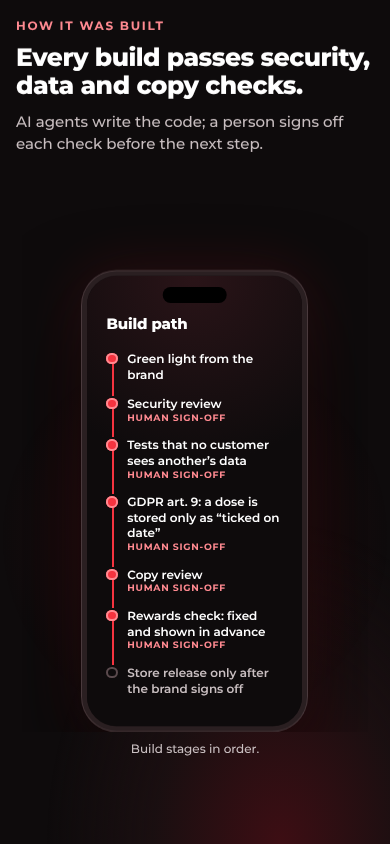 HOW IT WAS BUILT
Every build passes security,
data and copy checks.
AI agents write the code; a person signs off
each check before the next step.
Build path
Green light from the
brand
Security review
HUMAN SIGN-OFF
Tests that no customer
sees another’s data
HUMAN SIGN-OFF
GDPR art. 9: a dose is
stored only as “ticked on
date”
HUMAN SIGN-OFF
Copy review
HUMAN SIGN-OFF
Rewards check: fixed
and shown in advance
HUMAN SIGN-OFF
Store release only after
the brand signs off
Build stages in order.